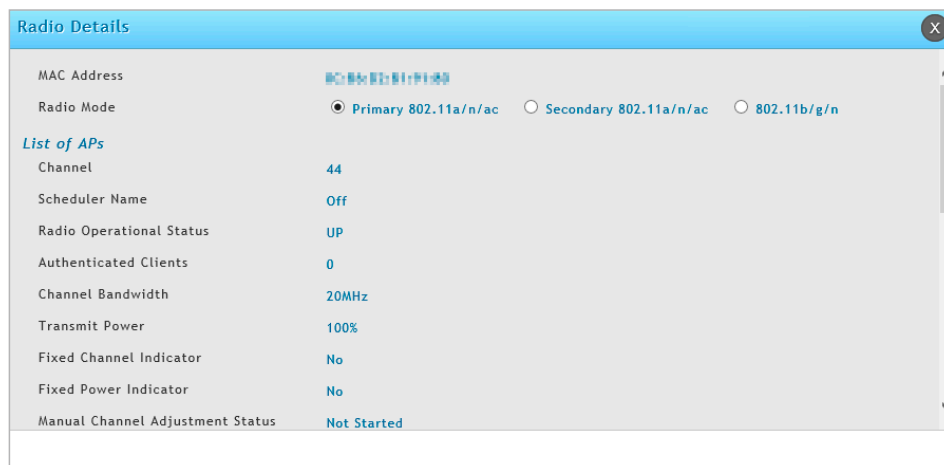 Radio Details
X
MAC Address
Radio Mode Primary 802.11a/n/ac Secondary 802.11a/n/ac 802.11b/g/n
List of APs
Channel 44
Scheduler Name Off
Radio Operational Status UP
Authenticated Clients 0
Channel Bandwidth 20MHz
Transmit Power 100%
Fixed Channel Indicator No
Fixed Power Indicator No
Manual Channel Adjustment Status Not Started